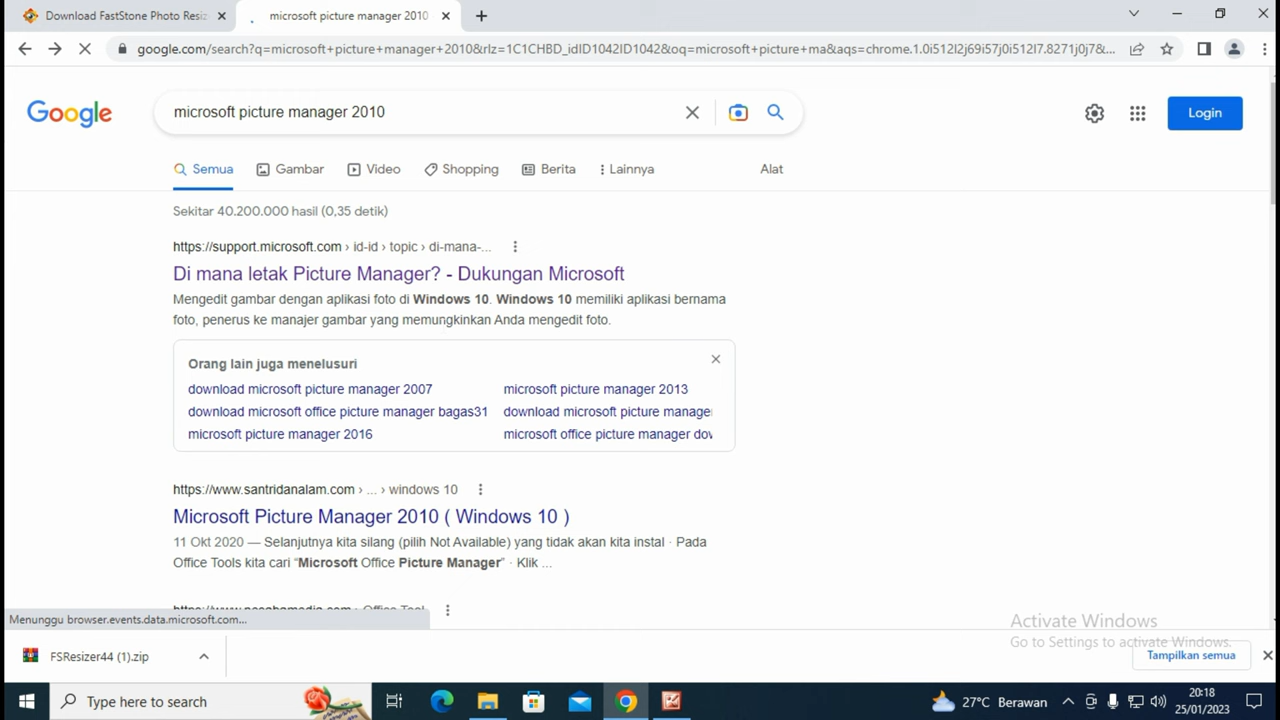 Download FastStone Photo Resiz
microsoft picture manager 2010
google.com/search?q=microsoft+picture+manager+2010&rlz=1C1CHBD_idID1042ID1042&oq=microsoft+picture+ma&aqs=chrome.1.0i512l2j69i57j0i512l7.8271j0j7&...
Google
microsoft picture manager 2010
Login
Semua
Gambar
Video
Shopping
Berita
Lainnya
Alat
Sekitar 40.200.000 hasil (0,35 detik)
https://support.microsoft.com › id-id › topic › di-mana-...
Di mana letak Picture Manager? - Dukungan Microsoft
Mengedit gambar dengan aplikasi foto di Windows 10. Windows 10 memiliki aplikasi bernama
foto, penerus ke manajer gambar yang memungkinkan Anda mengedit foto.
Orang lain juga menelusuri
download microsoft picture manager 2007
microsoft picture manager 2013
download microsoft office picture manager bagas31
download microsoft picture manage
microsoft picture manager 2016
microsoft office picture manager dov
https://www.santridanalam.com › ... › windows 10
Microsoft Picture Manager 2010 ( Windows 10 )
11 Okt 2020 — Selanjutnya kita silang (pilih Not Available) yang tidak akan kita instal · Pada
Office Tools kita cari “Microsoft Office Picture Manager” · Klik ...
Menunggu browser.events.data.microsoft.com...
Activate Windows
Go to Settings to activate Windows.
FSResizer44 (1).zip
Tampilkan semua
Type here to search
27°C Berawan
20:18
25/01/2023